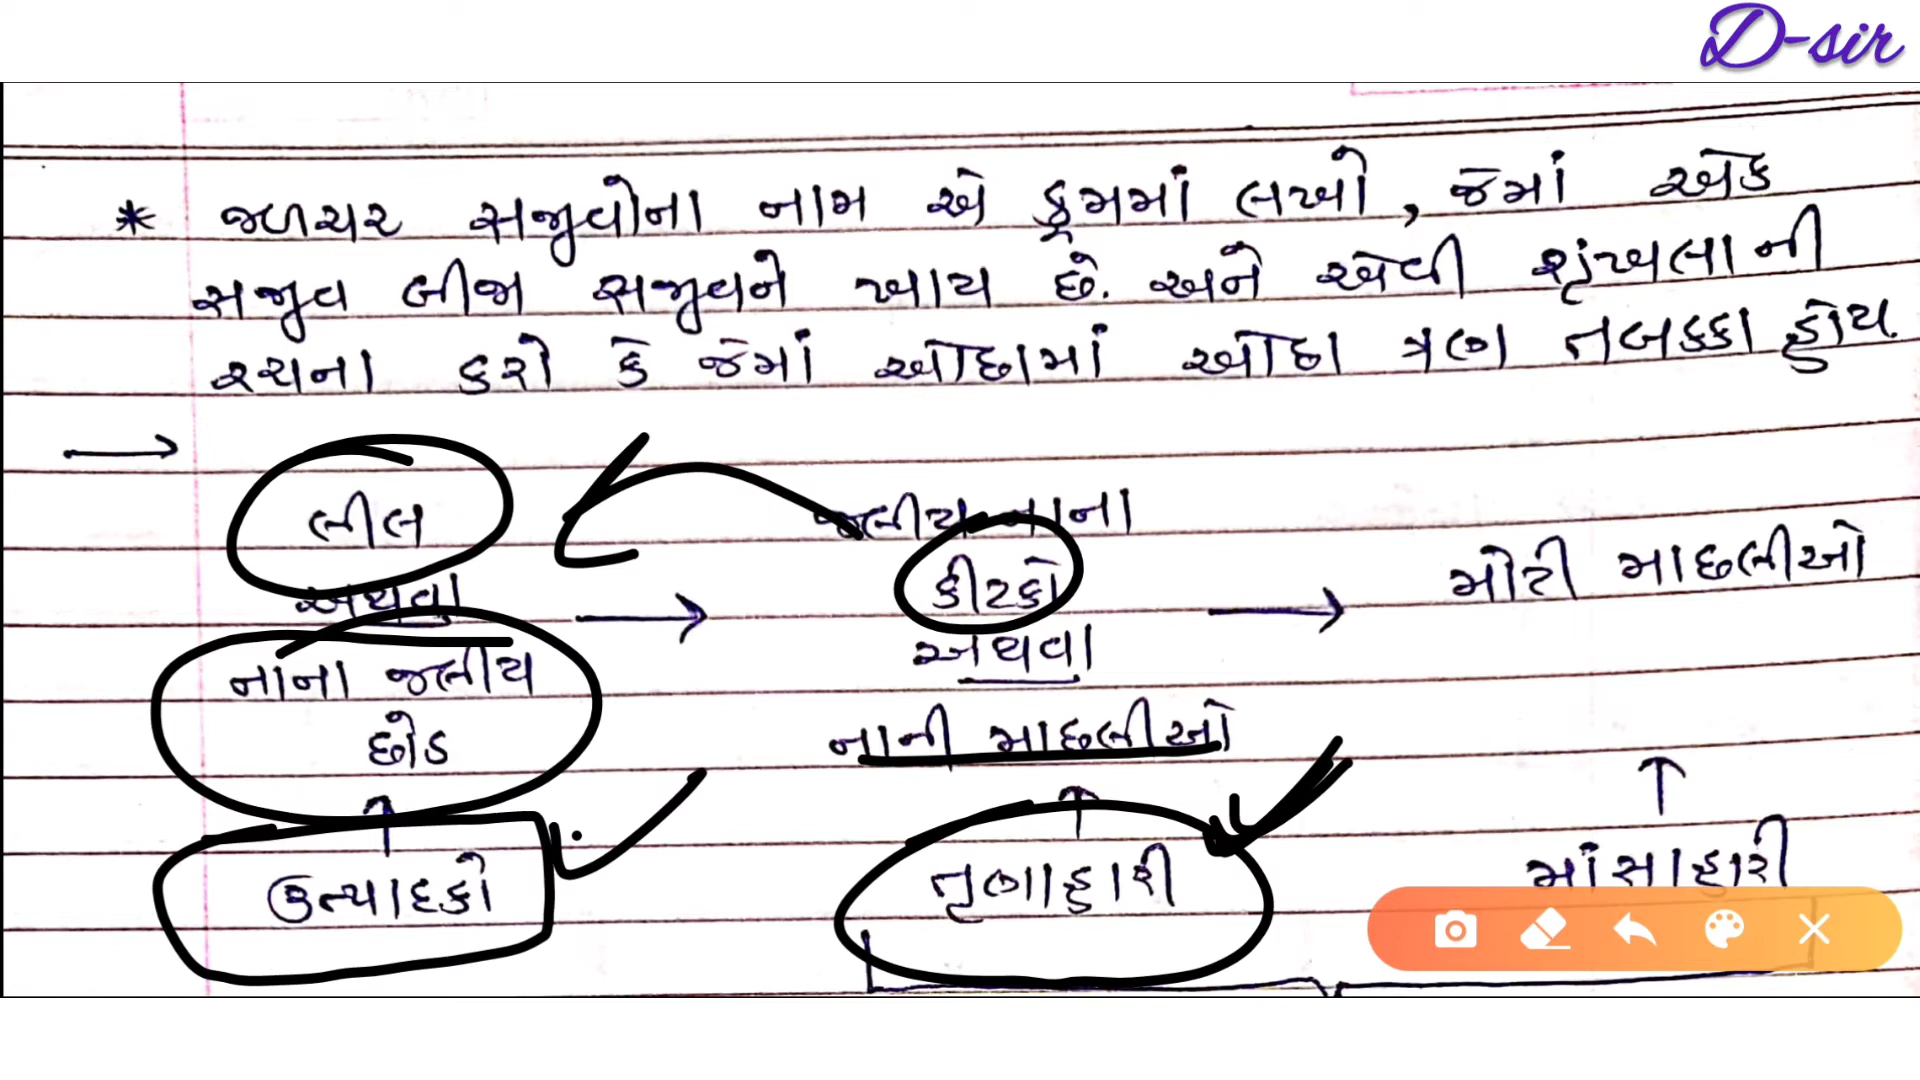 D-sir
* જળચર સજીવોના નામ એ ક્રમમાં લખો, જેમાં એક
સજીવ બીજા સજીવને ખાય છે. અને એવી શૃંખલાની
રચના કરો કે જેમાં ઓછામાં ઓછા ત્રણ તબક્કા હોય.
→
લીલ
અથવા
નાના જલીય
છોડ
↑
ઉત્પાદકો
→
જલીય નાના
કીટકો
અથવા
નાની માછલીઓ
↑
તૃણાહારી
→
મોટી માછલીઓ
↑
માંસાહારી